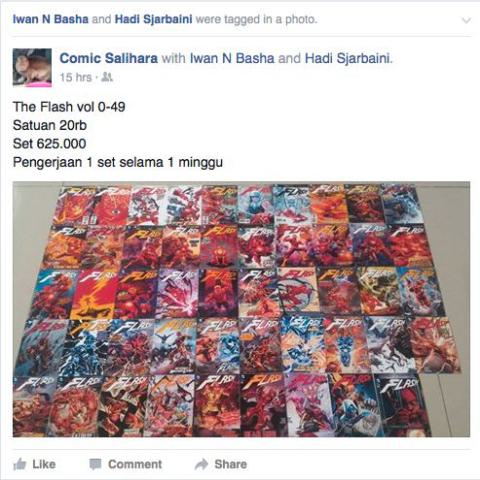 Iwan N Basha and Hadi Sjarbaini were tagged in a photo.
Comic Salihara with Iwan N Basha and Hadi Sjarbaini.
15 hrs ·
The Flash vol 0-49
Satuan 20rb
Set 625.000
Pengerjaan 1 set selama 1 minggu
Like Comment Share